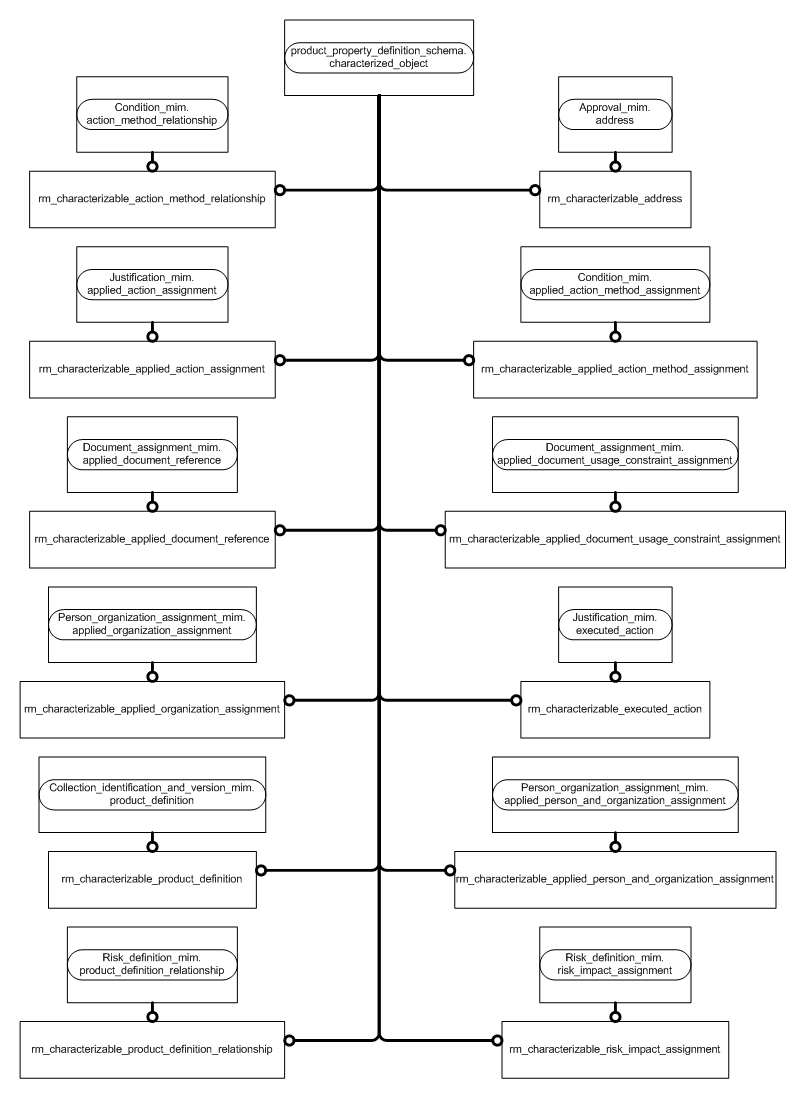 product_property_definition_schema.
characterized_object
Condition_mim.
action_method_relationship
Approval_mim.
address
rm_characterizable_action_method_relationship
rm_characterizable_address
Justification_mim.
applied_action_assignment
Condition_mim.
applied_action_method_assignment
rm_characterizable_applied_action_assignment
rm_characterizable_applied_action_method_assignment
Document_assignment_mim.
applied_document_reference
Document_assignment_mim.
applied_document_usage_constraint_assignment
rm_characterizable_applied_document_reference
rm_characterizable_applied_document_usage_constraint_assignment
Person_organization_assignment_mim.
applied_organization_assignment
Justification_mim.
executed_action
rm_characterizable_applied_organization_assignment
rm_characterizable_executed_action
Collection_identification_and_version_mim.
product_definition
Person_organization_assignment_mim.
applied_person_and_organization_assignment
rm_characterizable_product_definition
rm_characterizable_applied_person_and_organization_assignment
Risk_definition_mim.
product_definition_relationship
Risk_definition_mim.
risk_impact_assignment
rm_characterizable_product_definition_relationship
rm_characterizable_risk_impact_assignment